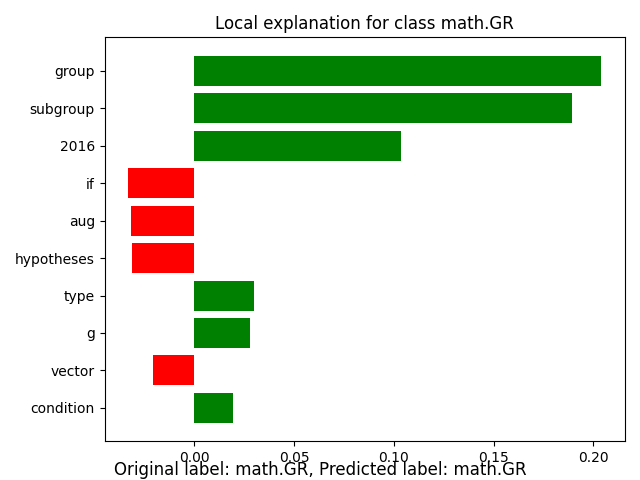 Local explanation for class math.GR
group
subgroup
2016
if
aug
hypotheses
type
g
vector
condition
0.00 0.05 0.10 0.15 0.20
Original label: math.GR, Predicted label: math.GR